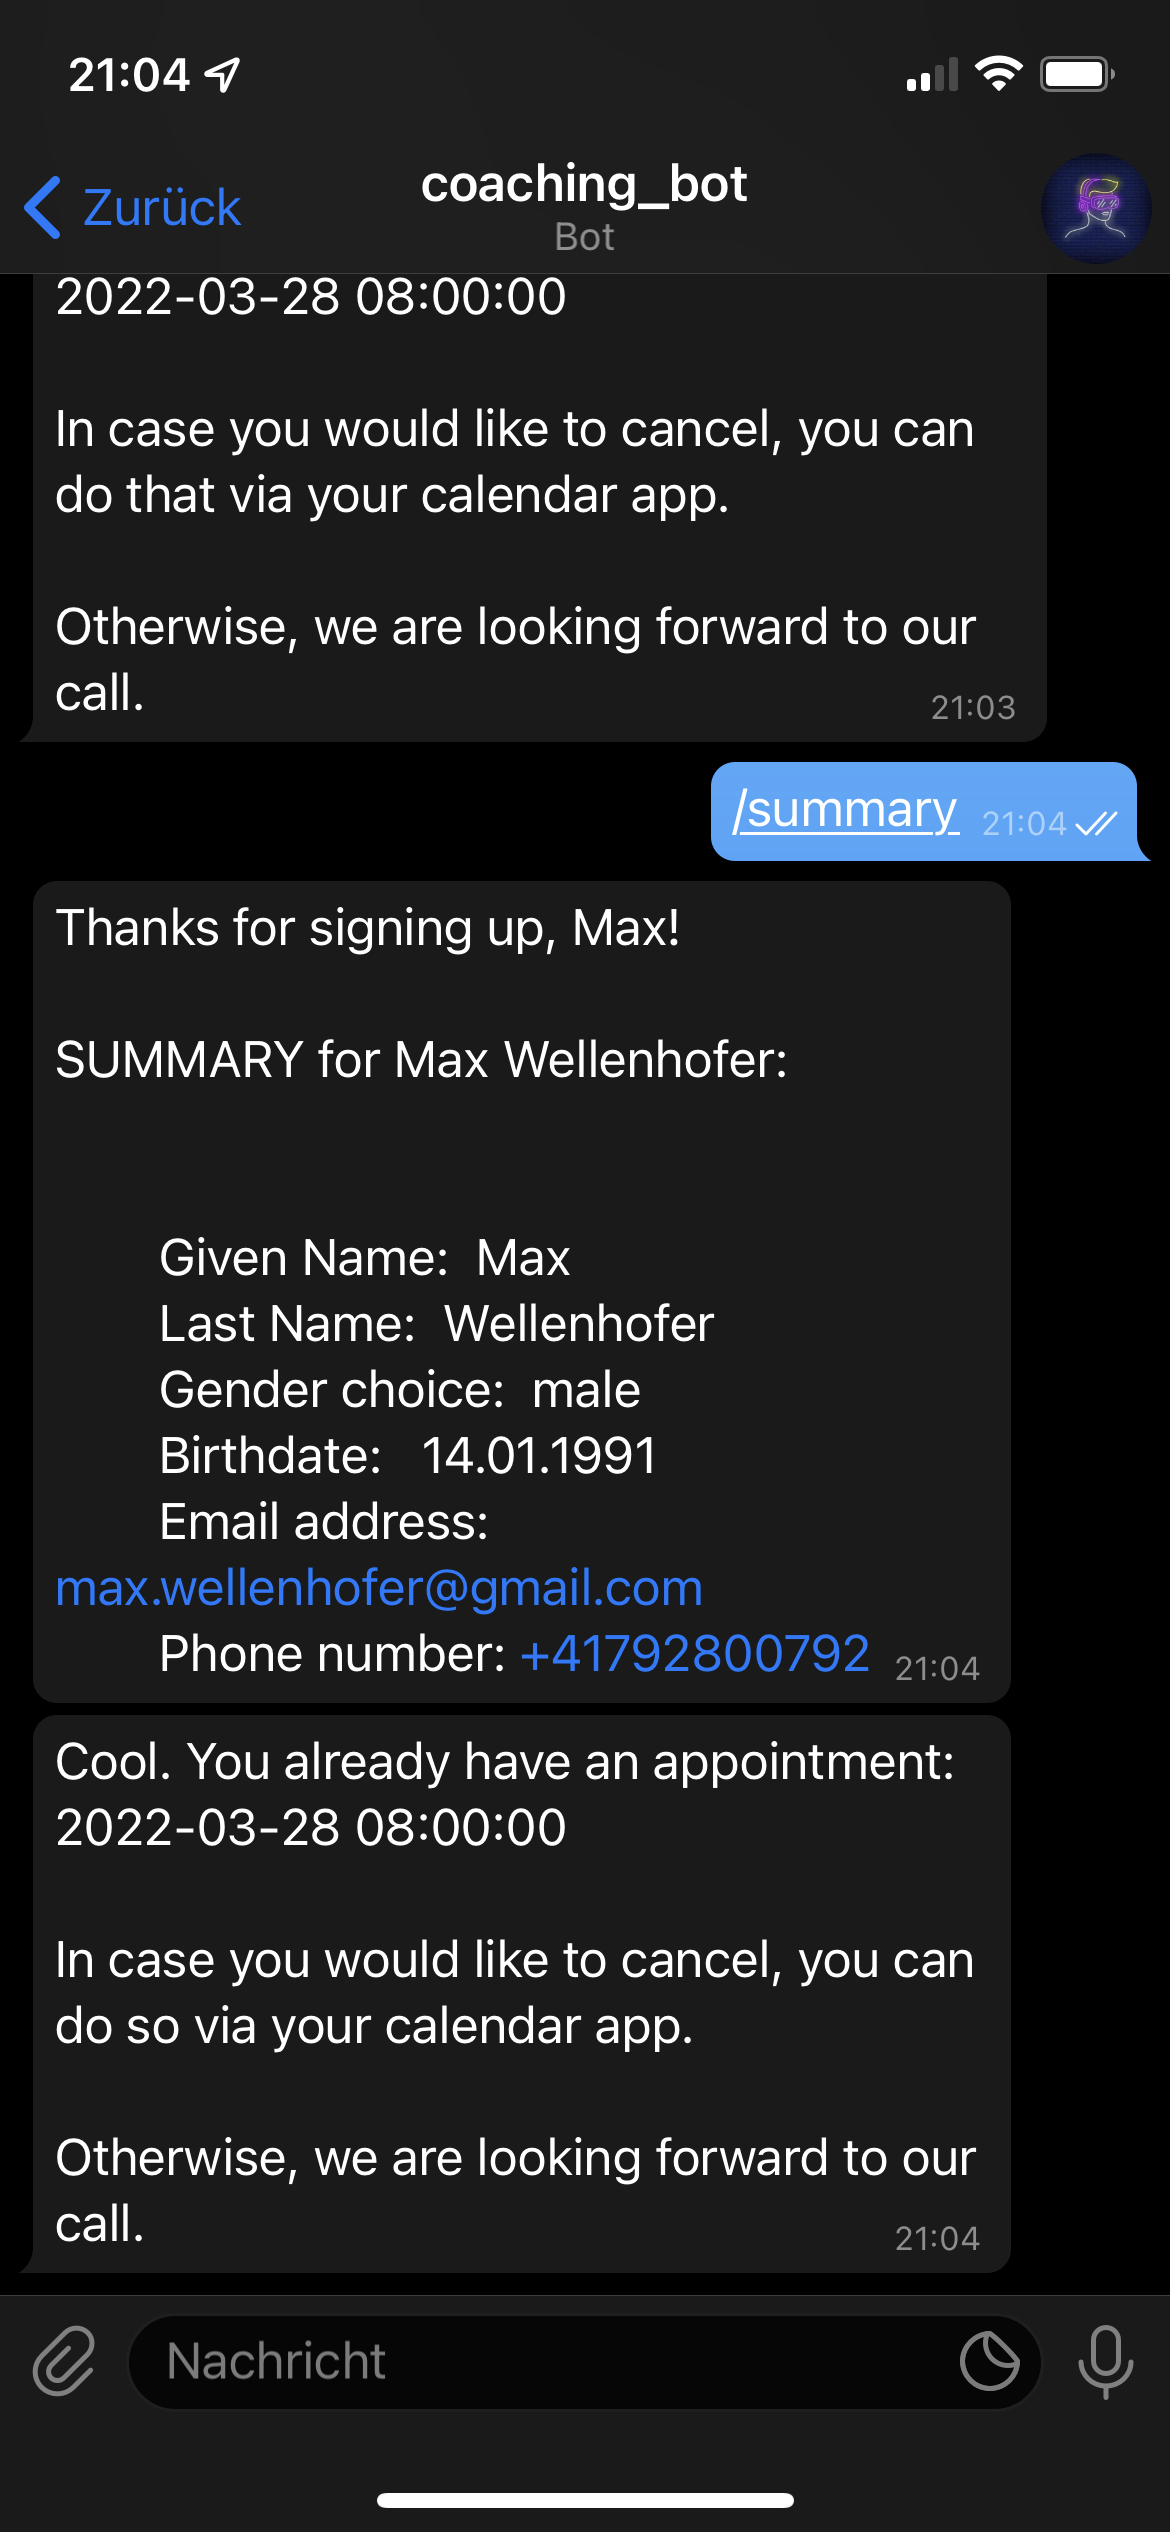 21:04
Zurück
coaching_bot
Bot
2022-03-28 08:00:00
In case you would like to cancel, you can
do that via your calendar app.
Otherwise, we are looking forward to our
call.
21:03
/summary 21:04
Thanks for signing up, Max!
SUMMARY for Max Wellenhofer:
Given Name: Max
Last Name: Wellenhofer
Gender choice: male
Birthdate: 14.01.1991
Email address:
max.wellenhofer@gmail.com
Phone number: +41792800792 21:04
Cool. You already have an appointment:
2022-03-28 08:00:00
In case you would like to cancel, you can
do so via your calendar app.
Otherwise, we are looking forward to our
call.
21:04
Nachricht